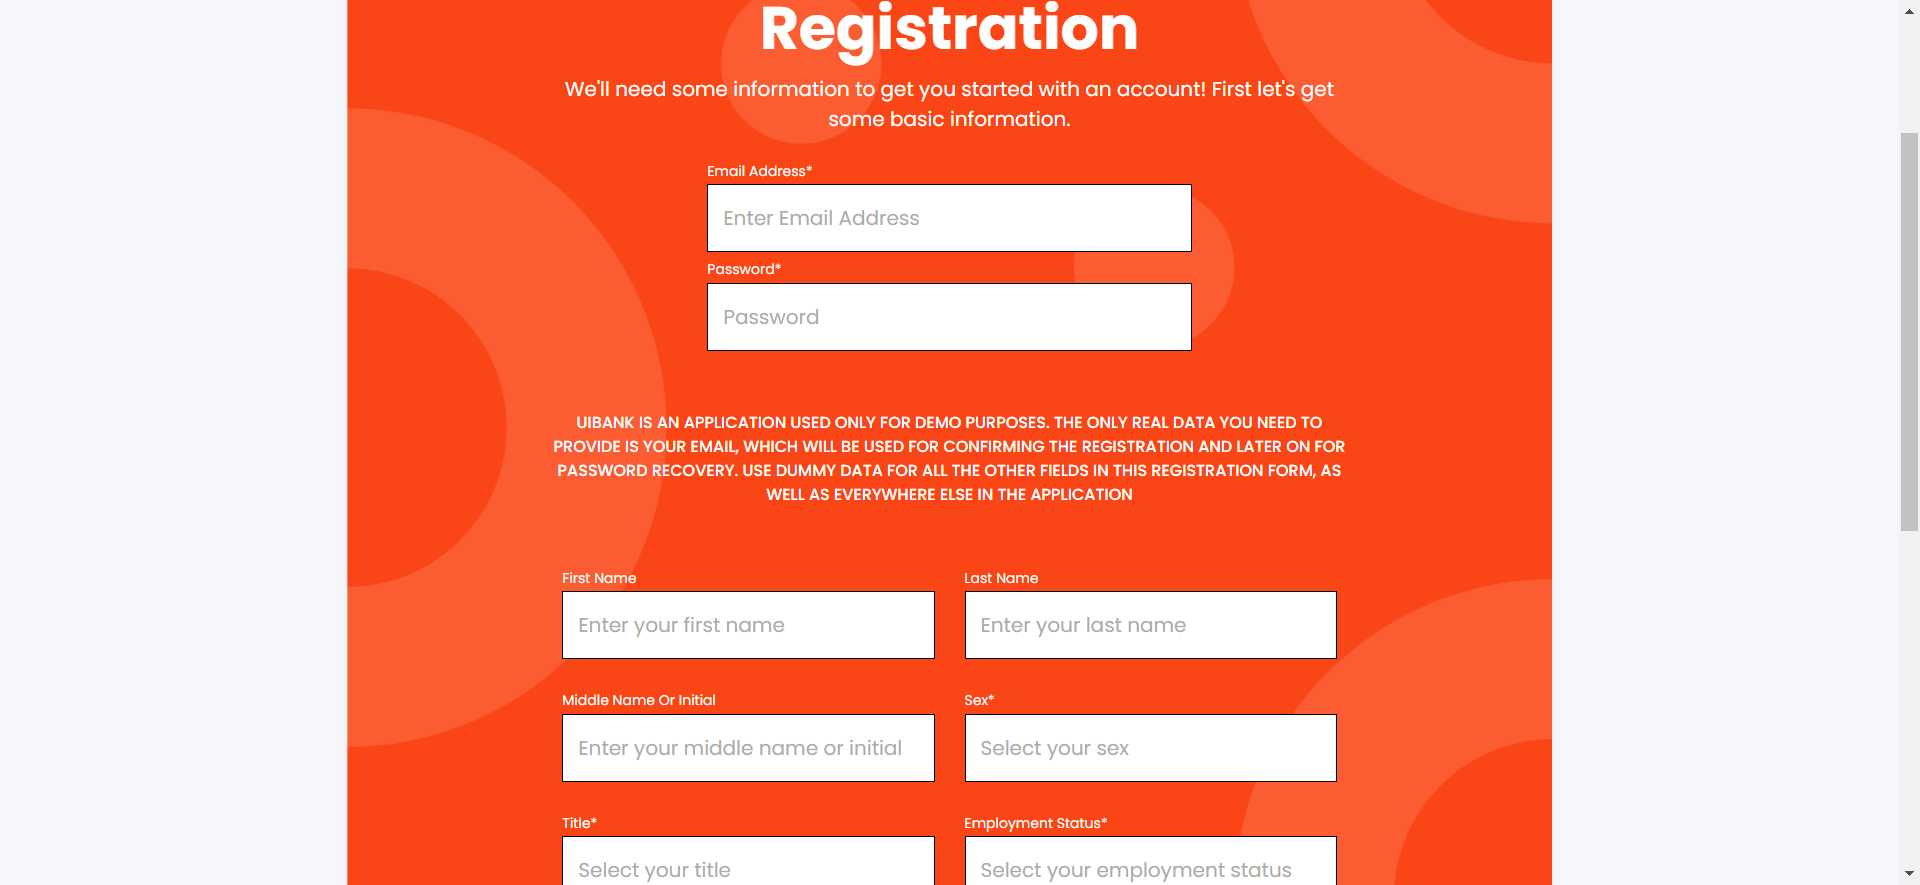 Registration
We'll need some information to get you started with an account! First let's get
some basic information.
Email Address*
Enter Email Address
Password*
Password
UIBANK IS AN APPLICATION USED ONLY FOR DEMO PURPOSES. THE ONLY REAL DATA YOU NEED TO
PROVIDE IS YOUR EMAIL, WHICH WILL BE USED FOR CONFIRMING THE REGISTRATION AND LATER ON FOR
PASSWORD RECOVERY. USE DUMMY DATA FOR ALL THE OTHER FIELDS IN THIS REGISTRATION FORM, AS
WELL AS EVERYWHERE ELSE IN THE APPLICATION
First Name
Last Name
Enter your first name
Enter your last name
Middle Name Or Initial
Sex*
Enter your middle name or initial
Select your sex
Title*
Employment Status*
Select your title
Select your employment status